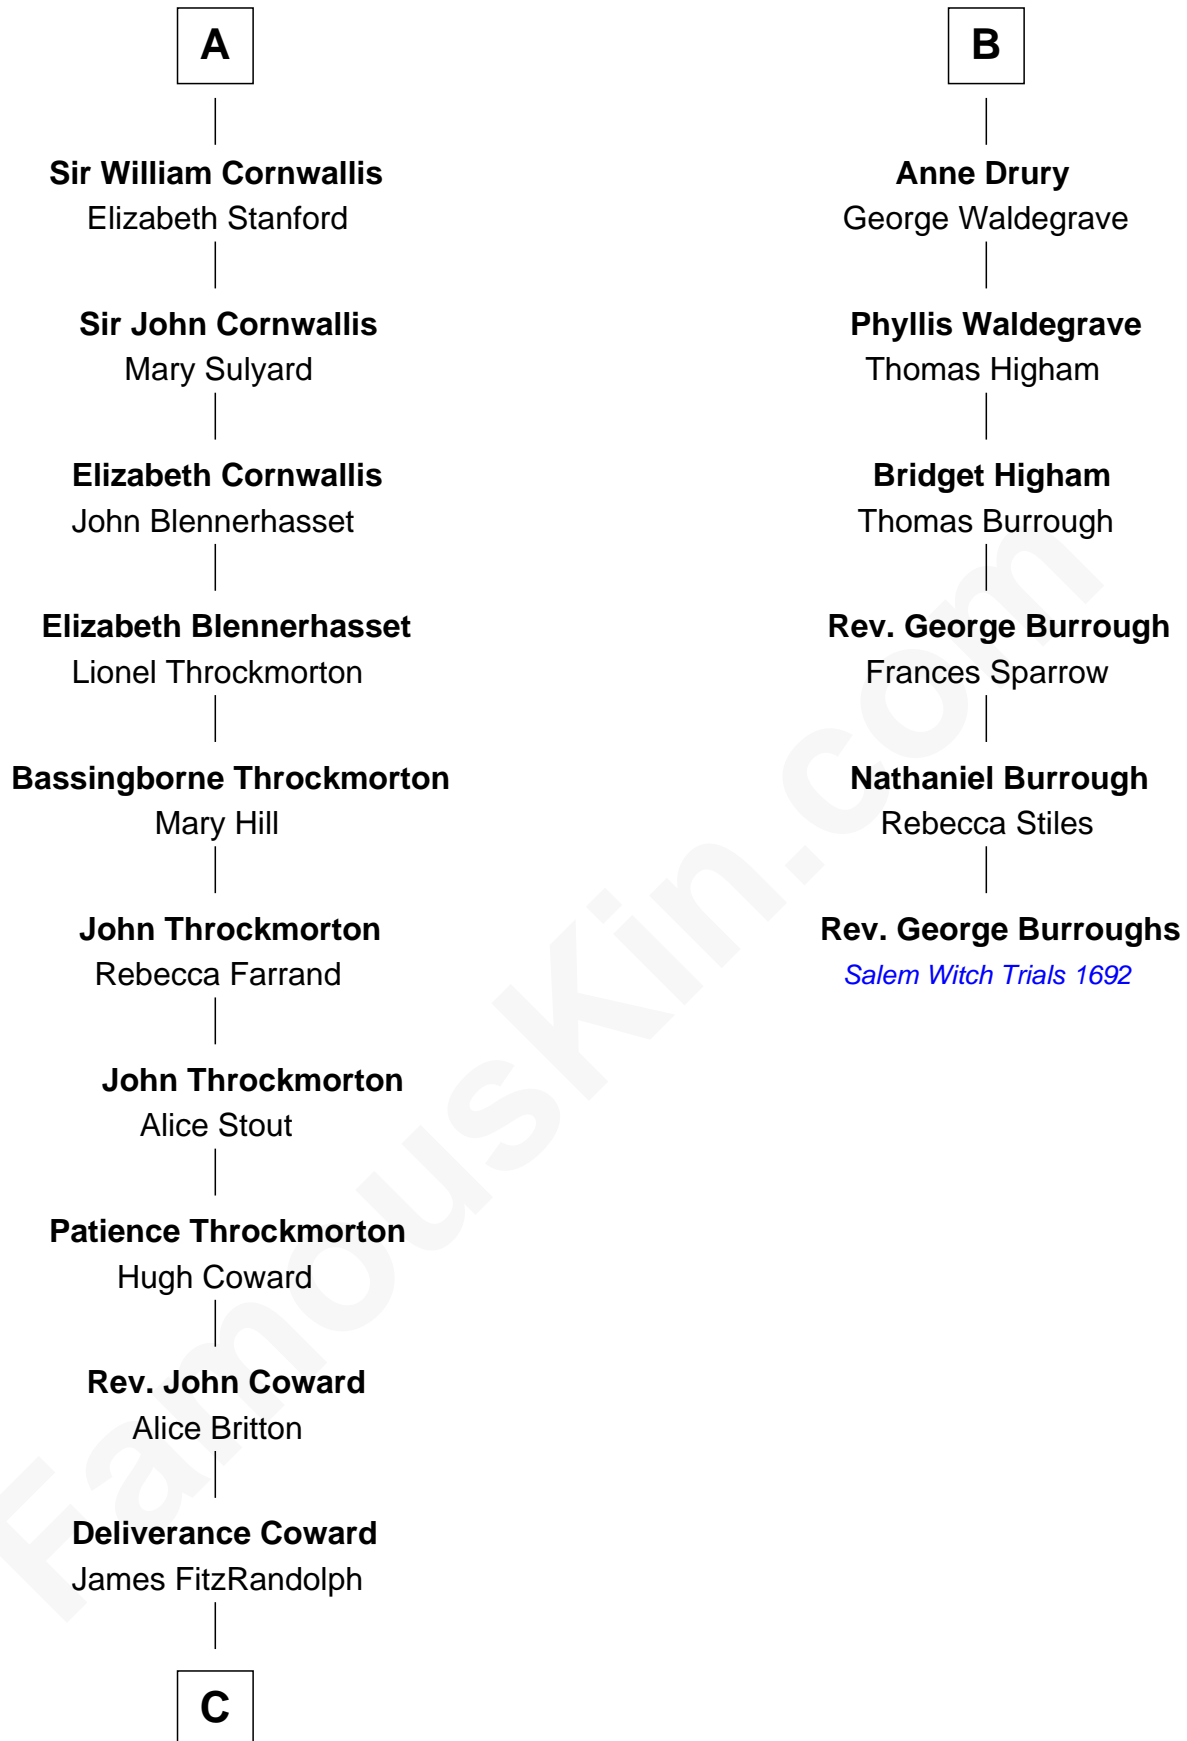 A
Sir William Cornwallis
Elizabeth Stanford
Sir John Cornwallis
Mary Sulyard
Elizabeth Cornwallis
John Blennerhasset
Elizabeth Blennerhasset
Lionel Throckmorton
Bassingborne Throckmorton
Mary Hill
John Throckmorton
Rebecca Farrand
John Throckmorton
Alice Stout
Patience Throckmorton
Hugh Coward
Rev. John Coward
Alice Britton
Deliverance Coward
James FitzRandolph
C
B
Anne Drury
George Waldegrave
Phyllis Waldegrave
Thomas Higham
Bridget Higham
Thomas Burrough
Rev. George Burrough
Frances Sparrow
Nathaniel Burrough
Rebecca Stiles
Rev. George Burroughs
Salem Witch Trials 1692
FamousKin.com